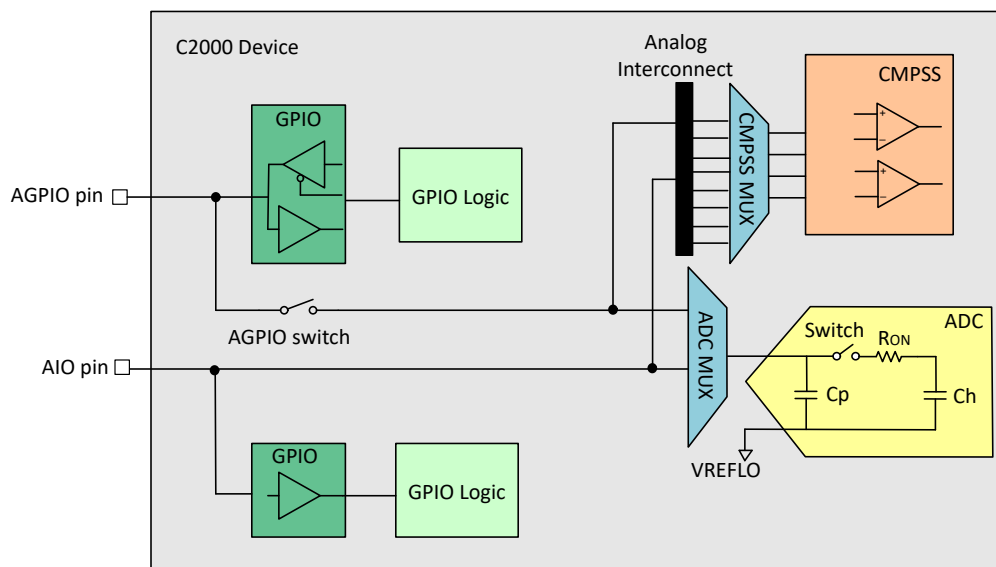 C2000 Device
Analog
Interconnect
GPIO
GPIO Logic
AGPIO pin
CMPSS MUX
CMPSS
+
−
+
−
AGPIO switch
ADC MUX
ADC
Switch
RON
Cp
Ch
VREFLO
AIO pin
GPIO
GPIO Logic